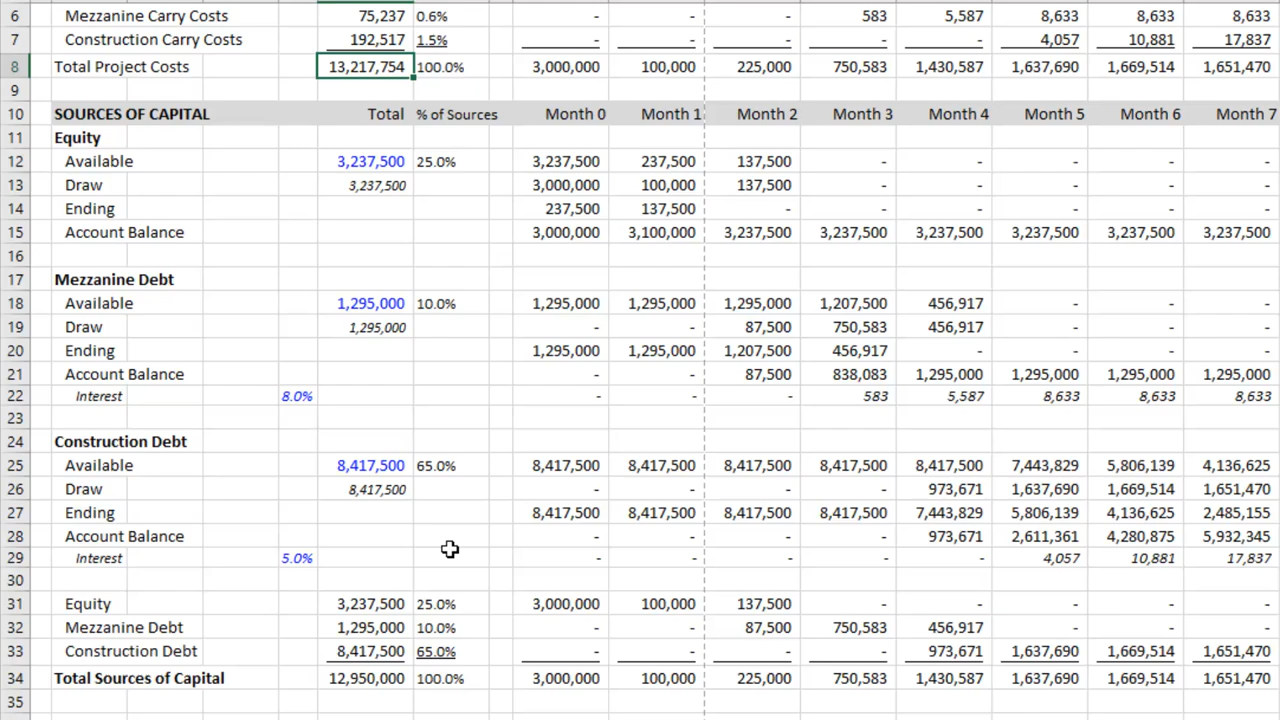 6 Mezzanine Carry Costs 75,237 0.6% - - - 583 5,587 8,633 8,633 8,633
7 Construction Carry Costs 192,517 1.5% - - - - - 4,057 10,881 17,837
8 Total Project Costs 13,217,754 100.0% 3,000,000 100,000 225,000 750,583 1,430,587 1,637,690 1,669,514 1,651,470
9
10 SOURCES OF CAPITAL Total % of Sources Month 0 Month 1 Month 2 Month 3 Month 4 Month 5 Month 6 Month 7
11 Equity
12 Available 3,237,500 25.0% 3,237,500 237,500 137,500 - - - - -
13 Draw 3,237,500 3,000,000 100,000 137,500 - - - - -
14 Ending 237,500 137,500 - - - - - -
15 Account Balance 3,000,000 3,100,000 3,237,500 3,237,500 3,237,500 3,237,500 3,237,500 3,237,500
16
17 Mezzanine Debt
18 Available 1,295,000 10.0% 1,295,000 1,295,000 1,295,000 1,207,500 456,917 - - -
19 Draw 1,295,000 - - 87,500 750,583 456,917 - - -
20 Ending 1,295,000 1,295,000 1,207,500 456,917 - - - -
21 Account Balance - - 87,500 838,083 1,295,000 1,295,000 1,295,000 1,295,000
22 Interest 8.0% - - - 583 5,587 8,633 8,633 8,633
23
24 Construction Debt
25 Available 8,417,500 65.0% 8,417,500 8,417,500 8,417,500 8,417,500 8,417,500 7,443,829 5,806,139 4,136,625
26 Draw 8,417,500 - - - - 973,671 1,637,690 1,669,514 1,651,470
27 Ending 8,417,500 8,417,500 8,417,500 8,417,500 7,443,829 5,806,139 4,136,625 2,485,155
28 Account Balance - - - - 973,671 2,611,361 4,280,875 5,932,345
29 Interest 5.0% - - - - - 4,057 10,881 17,837
30
31 Equity 3,237,500 25.0% 3,000,000 100,000 137,500 - - - - -
32 Mezzanine Debt 1,295,000 10.0% - - 87,500 750,583 456,917 - - -
33 Construction Debt 8,417,500 65.0% - - - - 973,671 1,637,690 1,669,514 1,651,470
34 Total Sources of Capital 12,950,000 100.0% 3,000,000 100,000 225,000 750,583 1,430,587 1,637,690 1,669,514 1,651,470
35